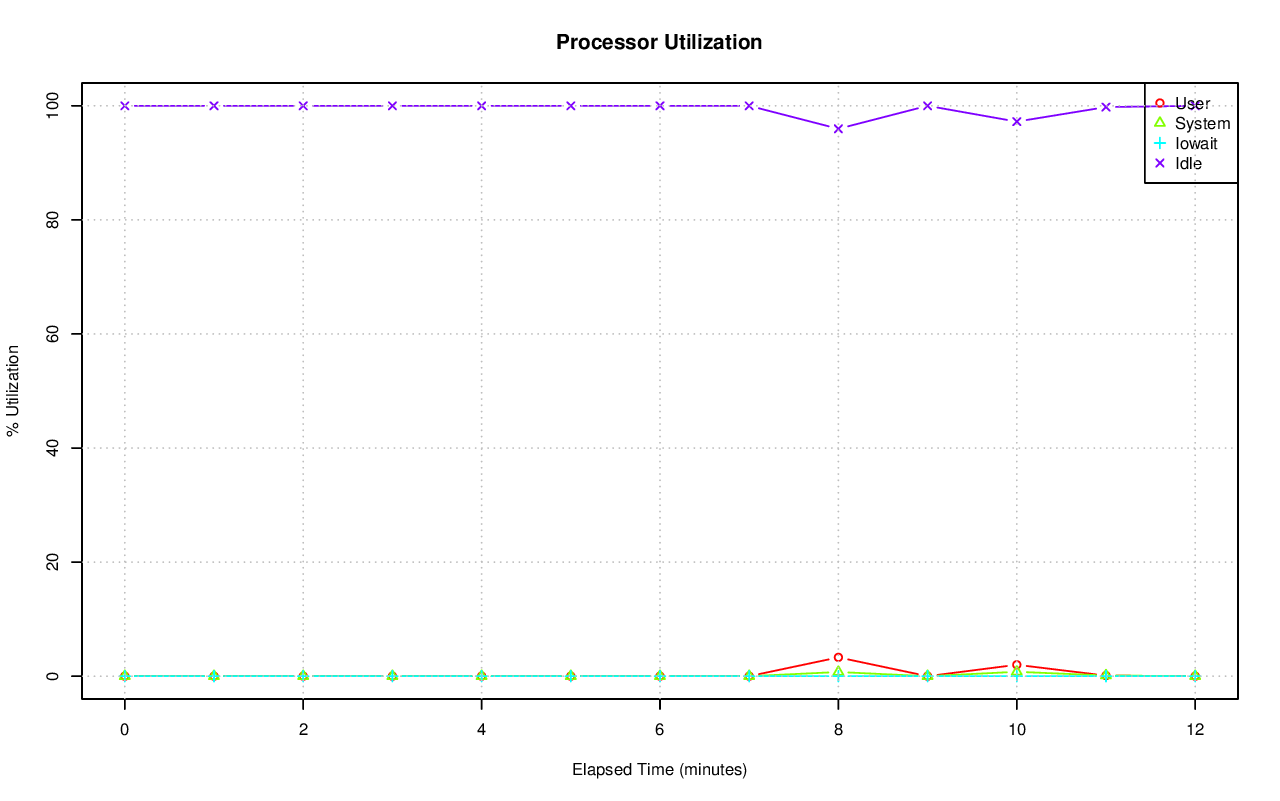 Processor Utilization
% Utilization
100
80
60
40
20
0
User
System
Iowait
Idle
0 2 4 6 8 10 12
Elapsed Time (minutes)